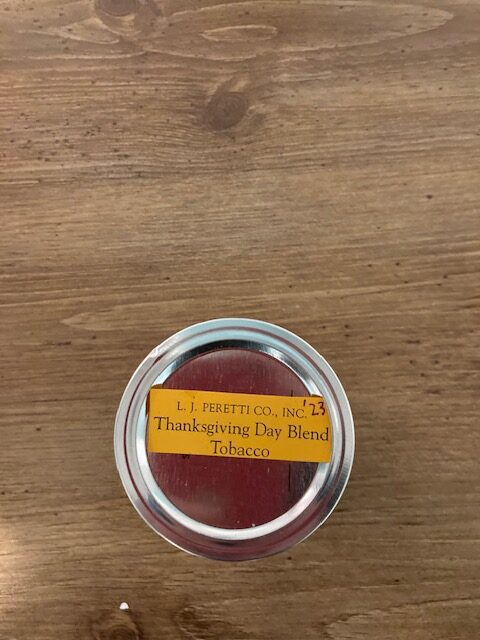 L. J. PERETTI CO., INC. '23
Thanksgiving Day Blend
Tobacco